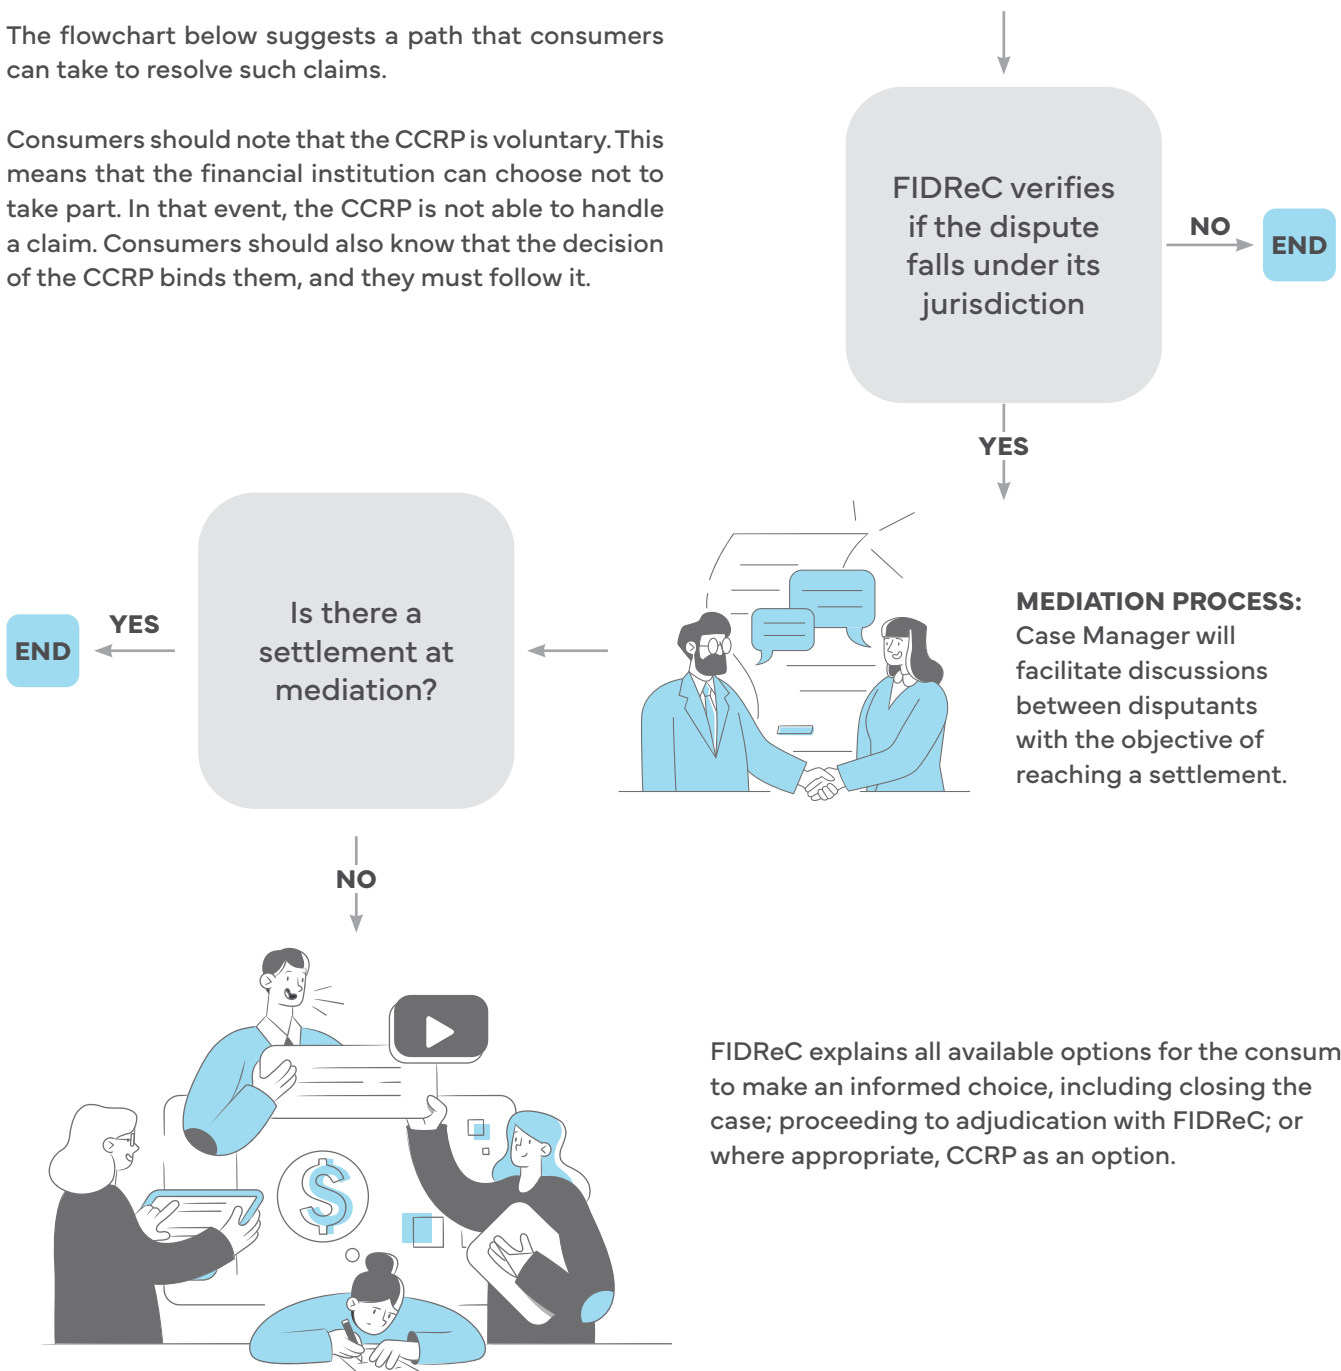 The flowchart below suggests a path that consumers
can take to resolve such claims.
Consumers should note that the CCRP is voluntary. This
means that the financial institution can choose not to
take part. In that event, the CCRP is not able to handle
a claim. Consumers should also know that the decision
of the CCRP binds them, and they must follow it.
FIDReC verifies
if the dispute
falls under its
jurisdiction
NO
END
YES
MEDIATION PROCESS:
Case Manager will
facilitate discussions
between disputants
with the objective of
reaching a settlement.
Is there a
settlement at
mediation?
YES
END
NO
FIDReC explains all available options for the consum
to make an informed choice, including closing the
case; proceeding to adjudication with FIDReC; or
where appropriate, CCRP as an option.
$